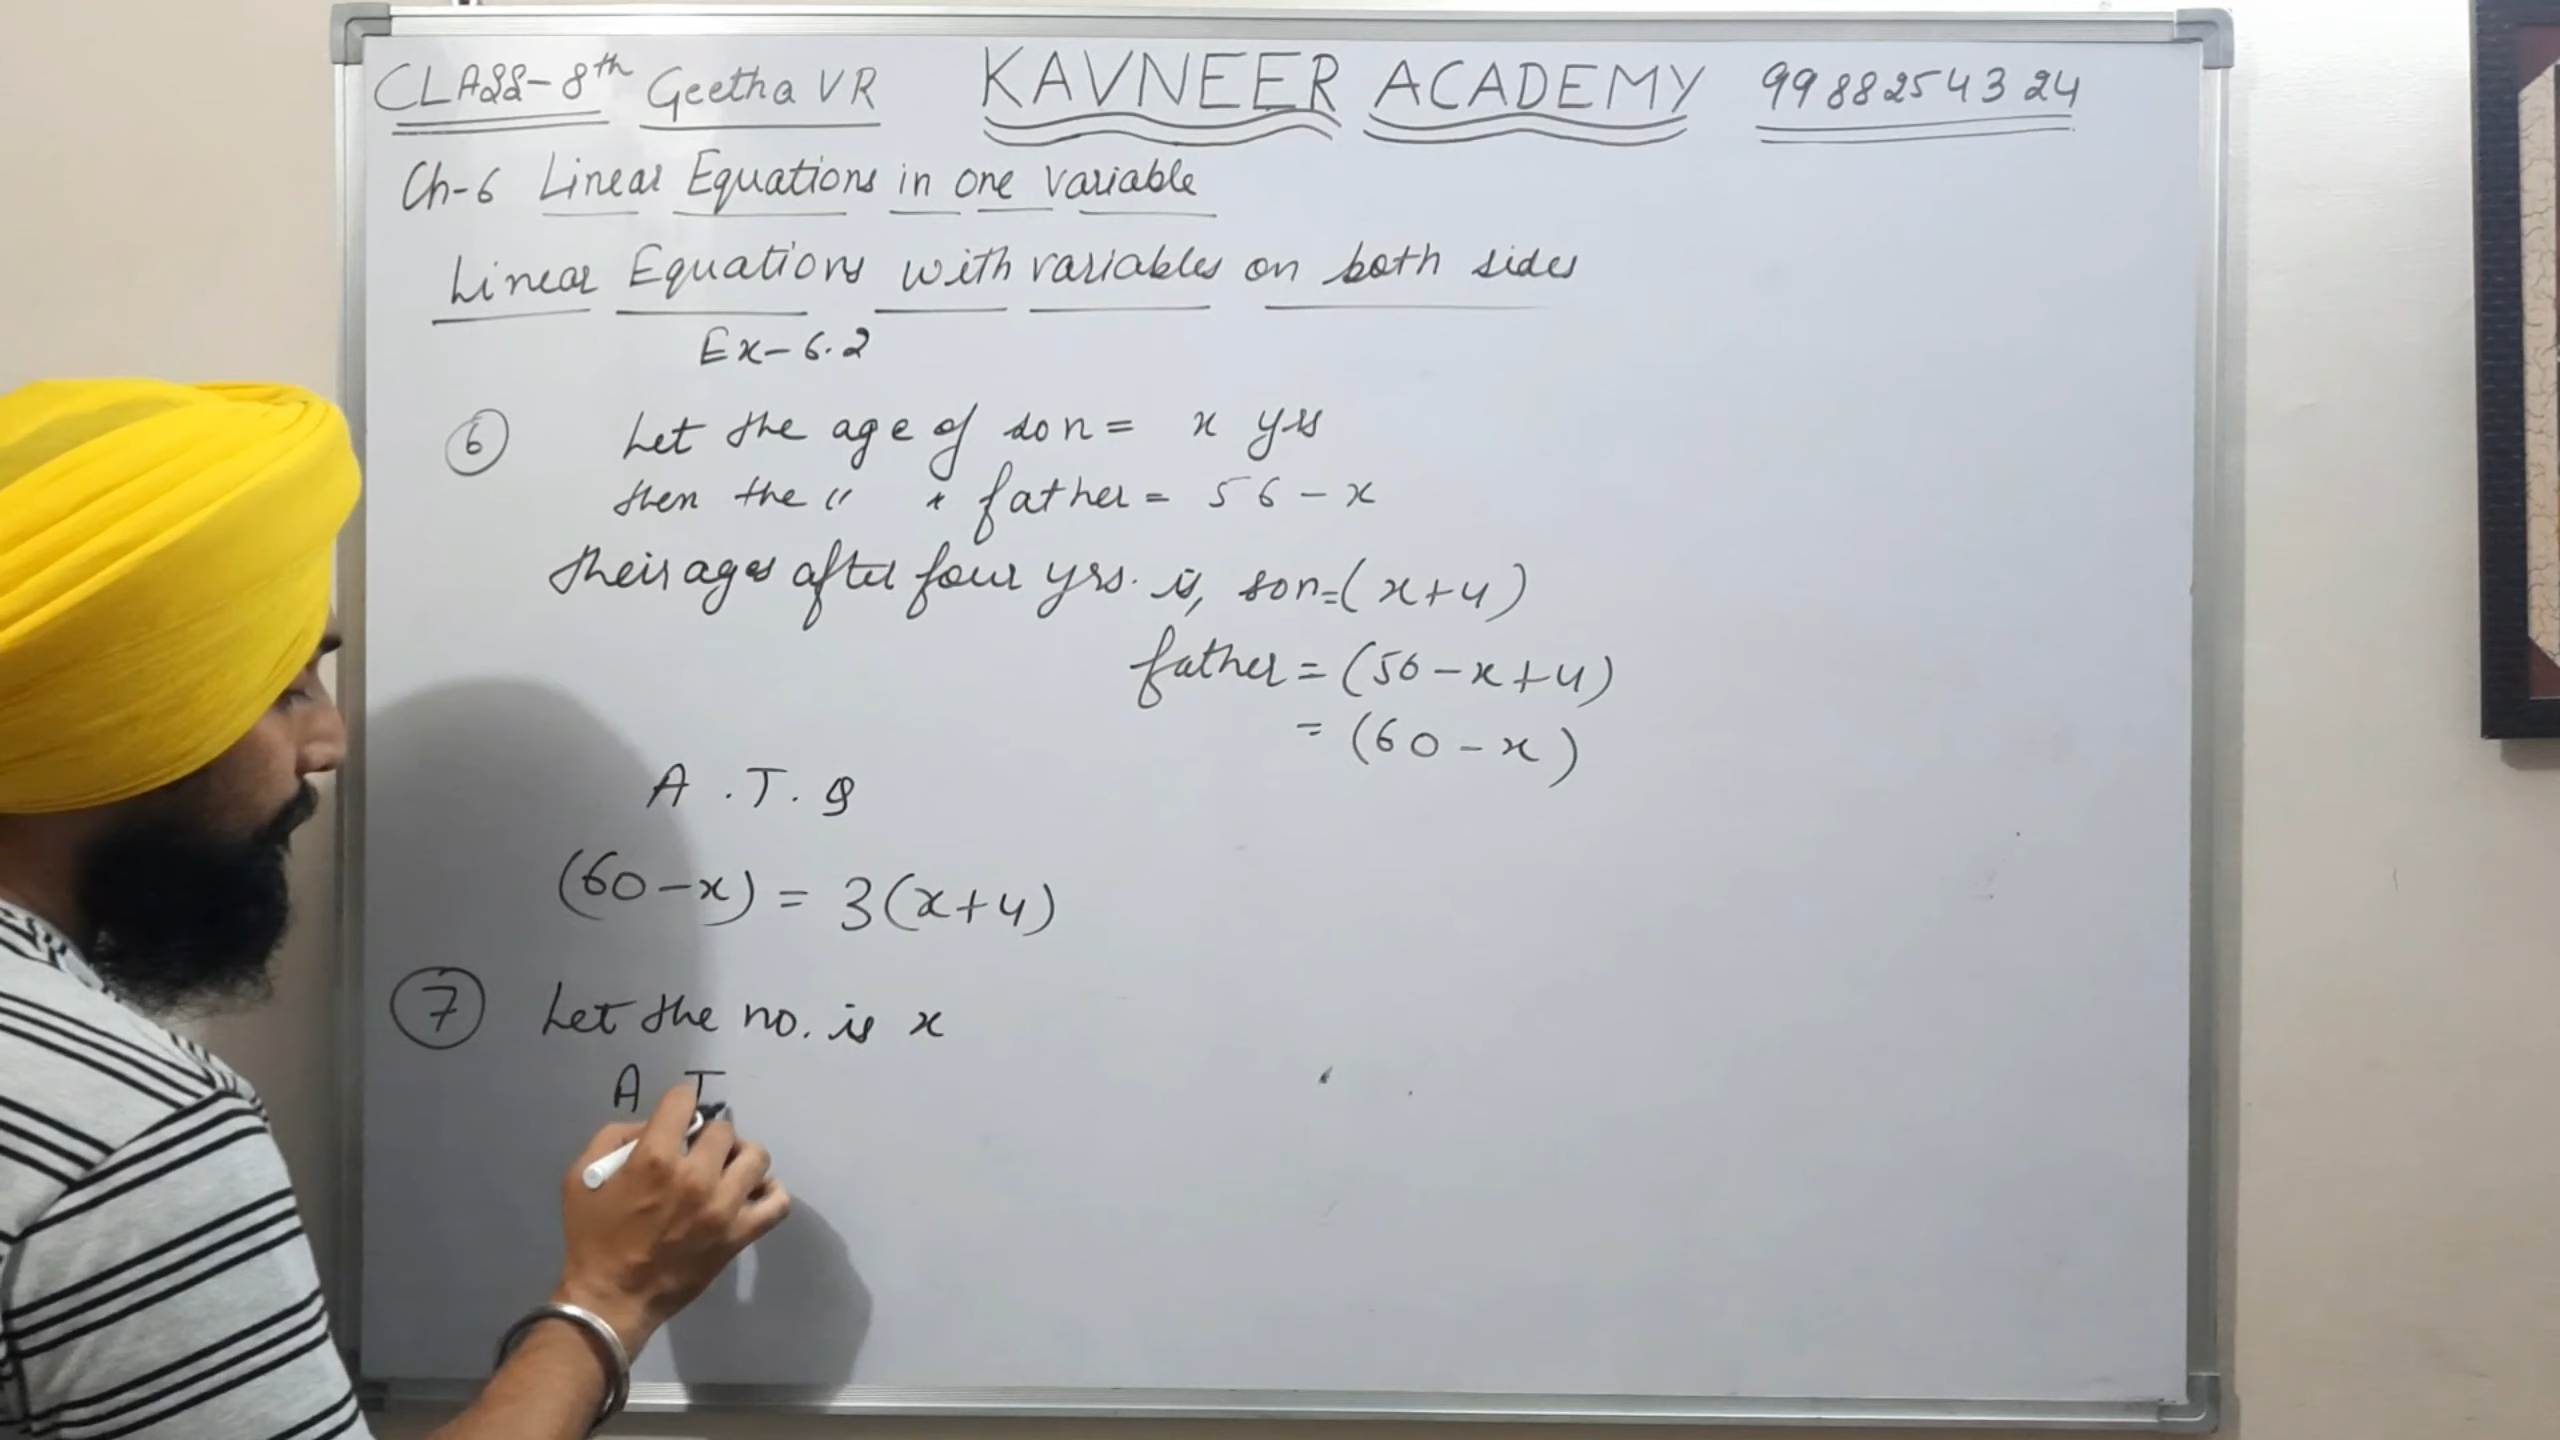 CLASS-8th Geetha VR KAVNEER ACADEMY 9988254324
Ch-6 Linear Equations in one variable
Linear Equations with variables on both sides
Ex-6.2
6 Let the age of son = x yrs
then the " " father = 56 - x
their ages after four yrs. is, son=(x+4)
father = (56-x+4)
= (60-x)
A.T.Q
(60-x) = 3(x+4)
7 Let the no. is x
A T